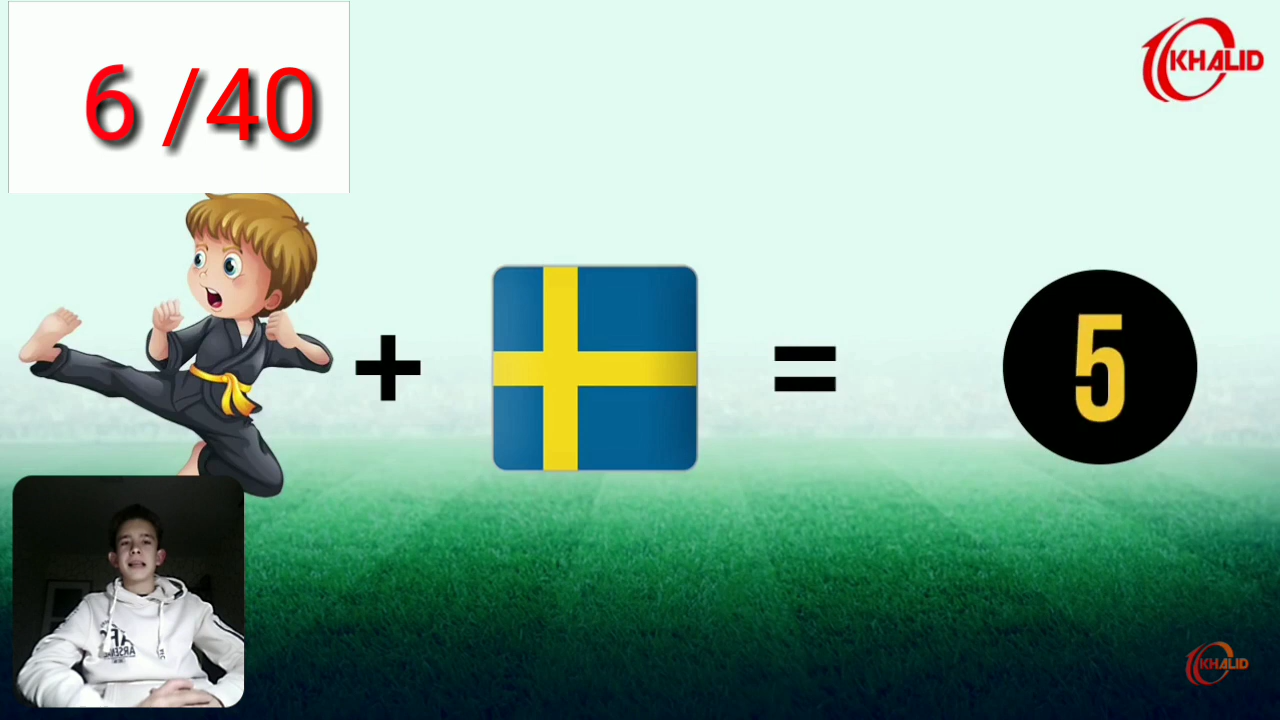 6 /40
KHALID
+
=
5
KHALID